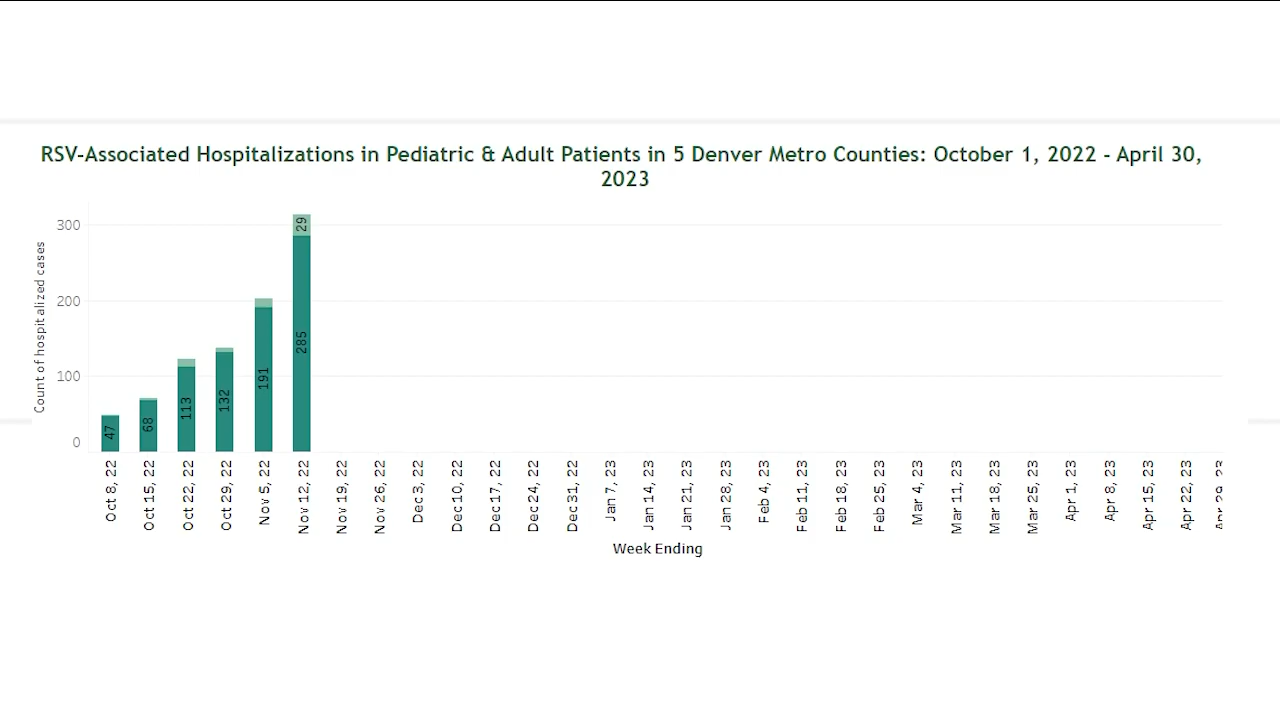 RSV-Associated Hospitalizations in Pediatric & Adult Patients in 5 Denver Metro Counties: October 1, 2022 - April 30,
2023
Count of hospitalized cases
300
200
100
0
47
68
113
132
191
285
29
Oct 8, 22
Oct 15, 22
Oct 22, 22
Oct 29, 22
Nov 5, 22
Nov 12, 22
Nov 19, 22
Nov 26, 22
Dec 3, 22
Dec 10, 22
Dec 17, 22
Dec 24, 22
Dec 31, 22
Jan 7, 23
Jan 14, 23
Jan 21, 23
Jan 28, 23
Feb 4, 23
Feb 11, 23
Feb 18, 23
Feb 25, 23
Mar 4, 23
Mar 11, 23
Mar 18, 23
Mar 25, 23
Apr 1, 23
Apr 8, 23
Apr 15, 23
Apr 22, 23
Week Ending